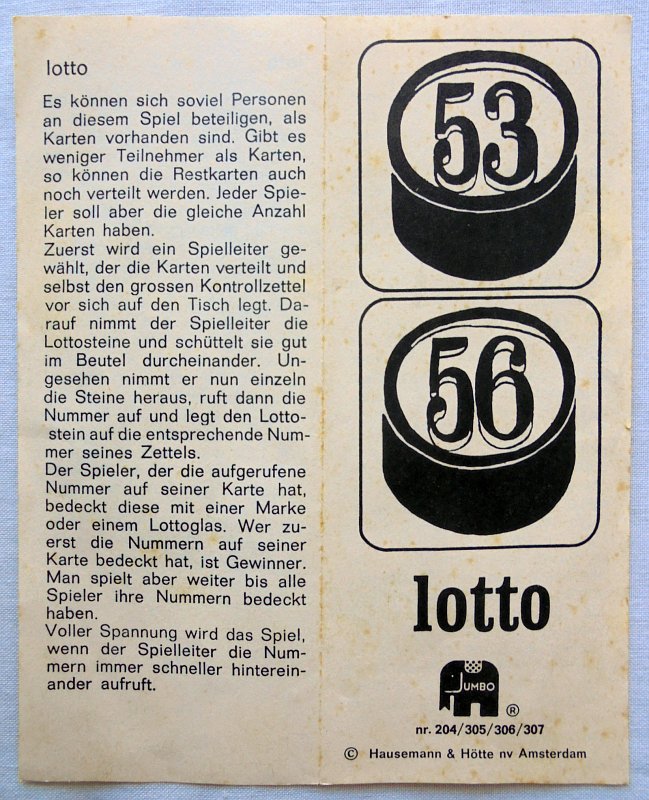 lotto
Es können sich soviel Personen
an diesem Spiel beteiligen, als
Karten vorhanden sind. Gibt es
weniger Teilnehmer als Karten,
so können die Restkarten auch
noch verteilt werden. Jeder Spie-
ler soll aber die gleiche Anzahl
Karten haben.
Zuerst wird ein Spielleiter ge-
wählt, der die Karten verteilt und
selbst den grossen Kontrollzettel
vor sich auf den Tisch legt. Da-
rauf nimmt der Spielleiter die
Lottosteine und schüttelt sie gut
im Beutel durcheinander. Un-
gesehen nimmt er nun einzeln
die Steine heraus, ruft dann die
Nummer auf und legt den Lotto-
stein auf die entsprechende Num-
mer seines Zettels.
Der Spieler, der die aufgerufene
Nummer auf seiner Karte hat,
bedeckt diese mit einer Marke
oder einem Lottoglas. Wer zu-
erst die Nummern auf seiner
Karte bedeckt hat, ist Gewinner.
Man spielt aber weiter bis alle
Spieler ihre Nummern bedeckt
haben.
Voller Spannung wird das Spiel,
wenn der Spielleiter die Num-
mern immer schneller hinterein-
ander aufruft.
53
56
lotto
JUMBO
®
nr. 204/305/306/307
© Hausemann & Hötte nv Amsterdam